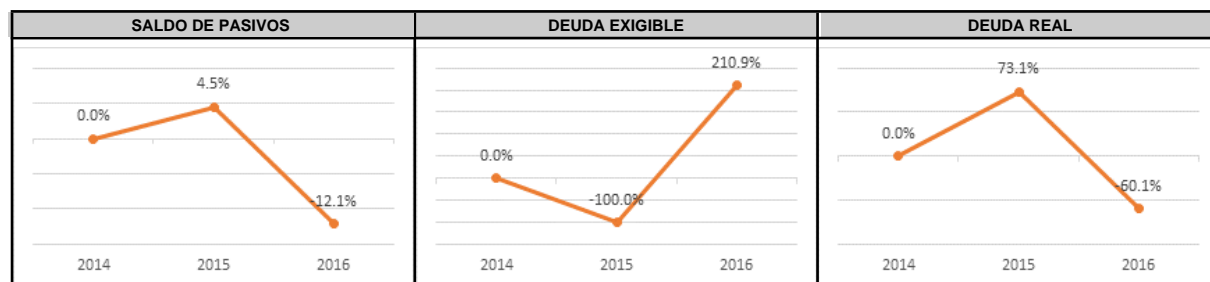 SALDO DE PASIVOS
0.0%
4.5%
-12.1%
2014 2015 2016
DEUDA EXIGIBLE
0.0%
-100.0%
210.9%
2014 2015 2016
DEUDA REAL
0.0%
73.1%
-60.1%
2014 2015 2016